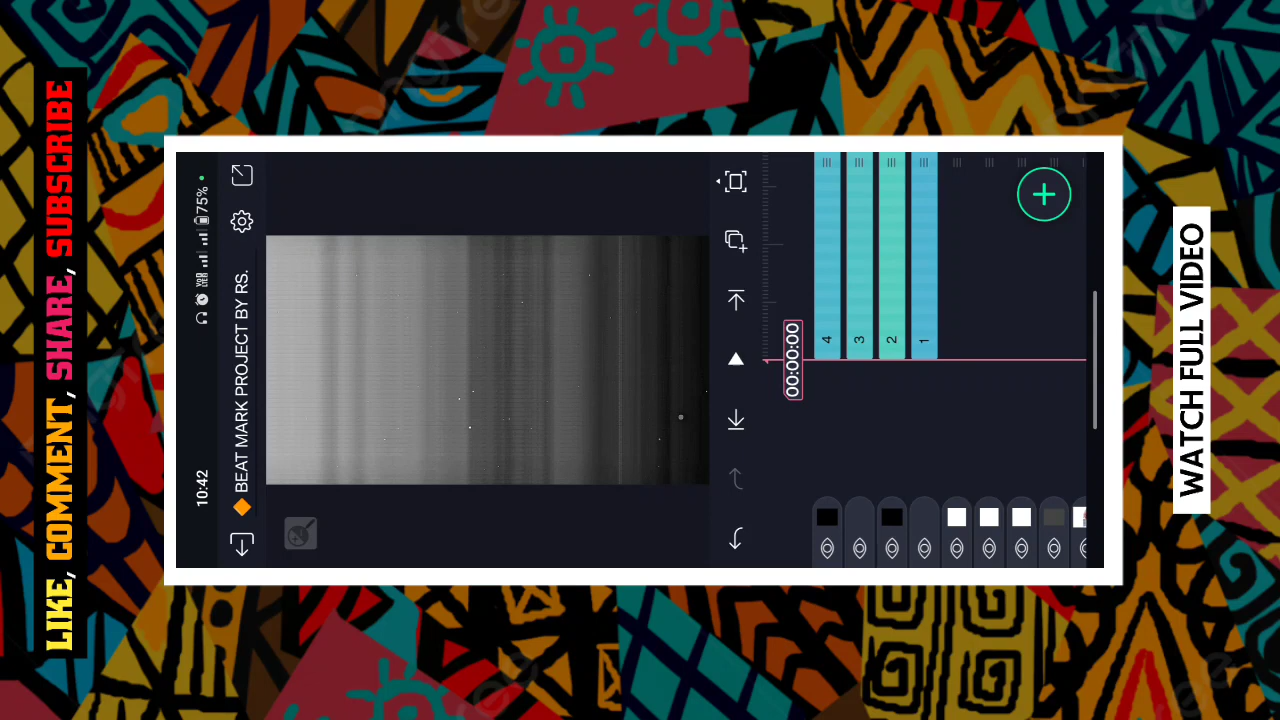 LIKE, COMMENT, SHARE, SUBSCRIBE
10:42
75%
BEAT MARK PROJECT BY RS.
00:00:00
4
3
2
1
WATCH FULL VIDEO